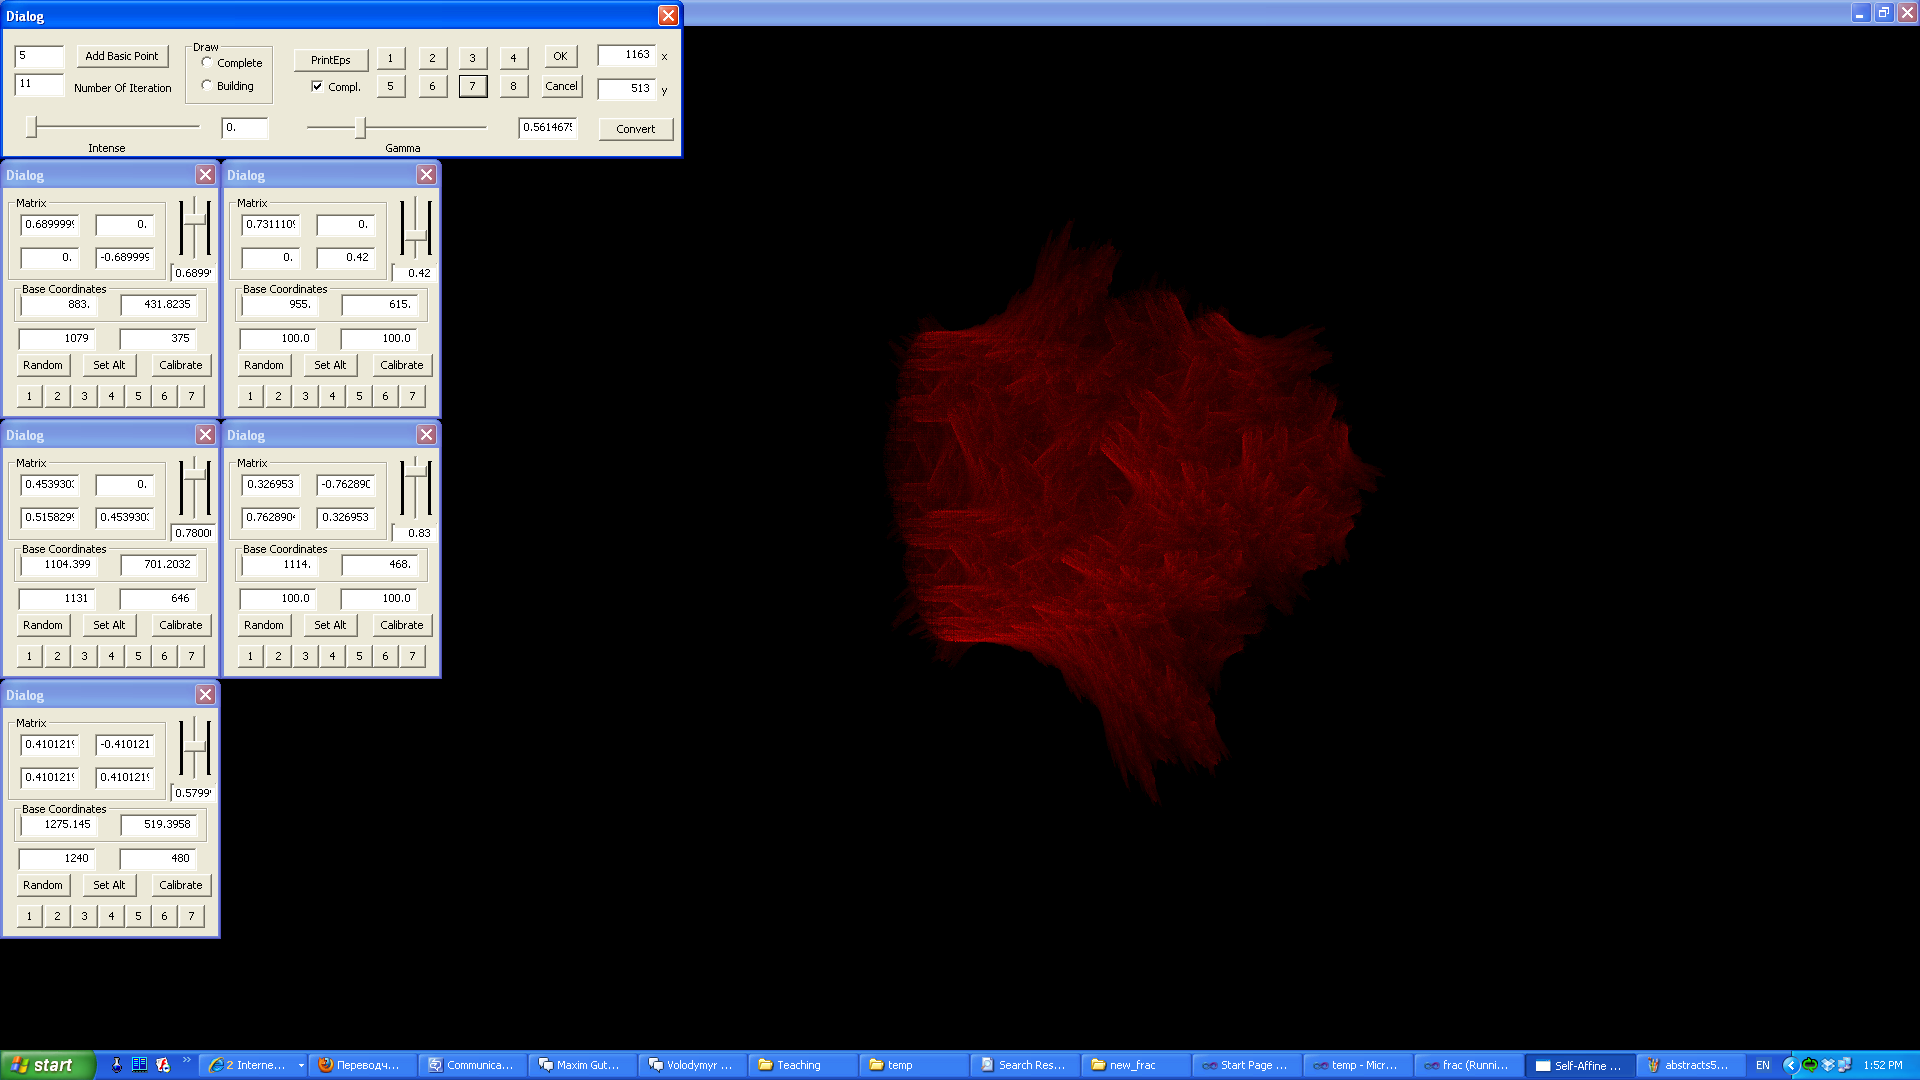 Dialog
5
Add Basic Point
Draw
Complete
Building
11
Number Of Iteration
PrintEps
1 2 3 4 OK 1163 x
Compl. 5 6 7 8 Cancel 513 y
0.
0.561467
Convert
Intense
Gamma
Dialog
Matrix
0.689999 0.
0. -0.689999
0.6899
Base Coordinates
883. 431.8235
1079 375
Random Set Alt Calibrate
1 2 3 4 5 6 7
Dialog
Matrix
0.731110 0.
0. 0.42
0.42
Base Coordinates
955. 615.
100.0 100.0
Random Set Alt Calibrate
1 2 3 4 5 6 7
Dialog
Matrix
0.453930 0.
0.515829 0.453930
0.7800
Base Coordinates
1104.399 701.2032
1131 646
Random Set Alt Calibrate
1 2 3 4 5 6 7
Dialog
Matrix
0.326953 -0.76289
0.762890 0.326953
0.83
Base Coordinates
1114. 468.
100.0 100.0
Random Set Alt Calibrate
1 2 3 4 5 6 7
Dialog
Matrix
0.410121 -0.410121
0.410121 0.410121
0.5799
Base Coordinates
1275.145 519.3958
1240 480
Random Set Alt Calibrate
1 2 3 4 5 6 7
start
2 Interne...
Переводч...
Communica...
Maxim Gut...
Volodymyr ...
Teaching
temp
Search Res...
new_frac
Start Page ...
temp - Micr...
frac (Runni...
Self-Affine ...
abstracts5...
EN
1:52 PM